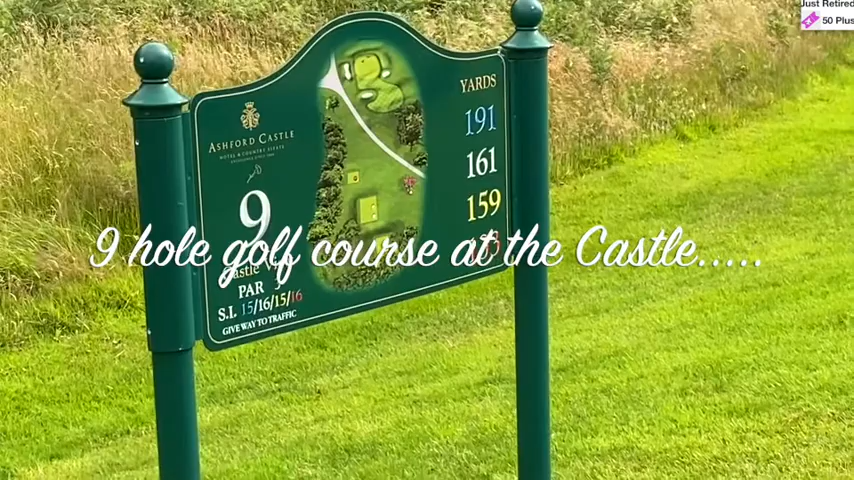 Just Retired
50 Plus
YARDS
191
161
159
ASHFORD CASTLE
HOTEL & COUNTRY ESTATE
9
9 hole golf course at the Castle.....
PAR 3
S.I. 15/16/15/16
GIVE WAY TO TRAFFIC